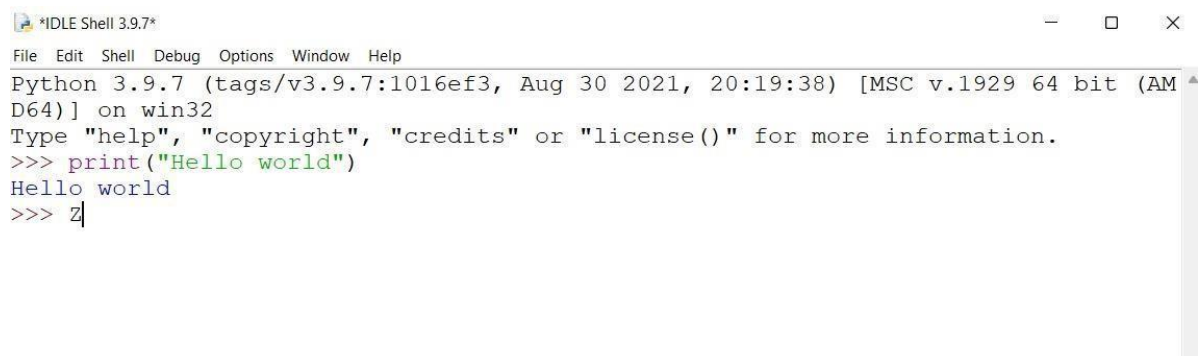 *IDLE Shell 3.9.7*
File Edit Shell Debug Options Window Help
Python 3.9.7 (tags/v3.9.7:1016ef3, Aug 30 2021, 20:19:38) [MSC v.1929 64 bit (AM
D64)] on win32
Type "help", "copyright", "credits" or "license()" for more information.
>>> print("Hello world")
Hello world
>>> Z